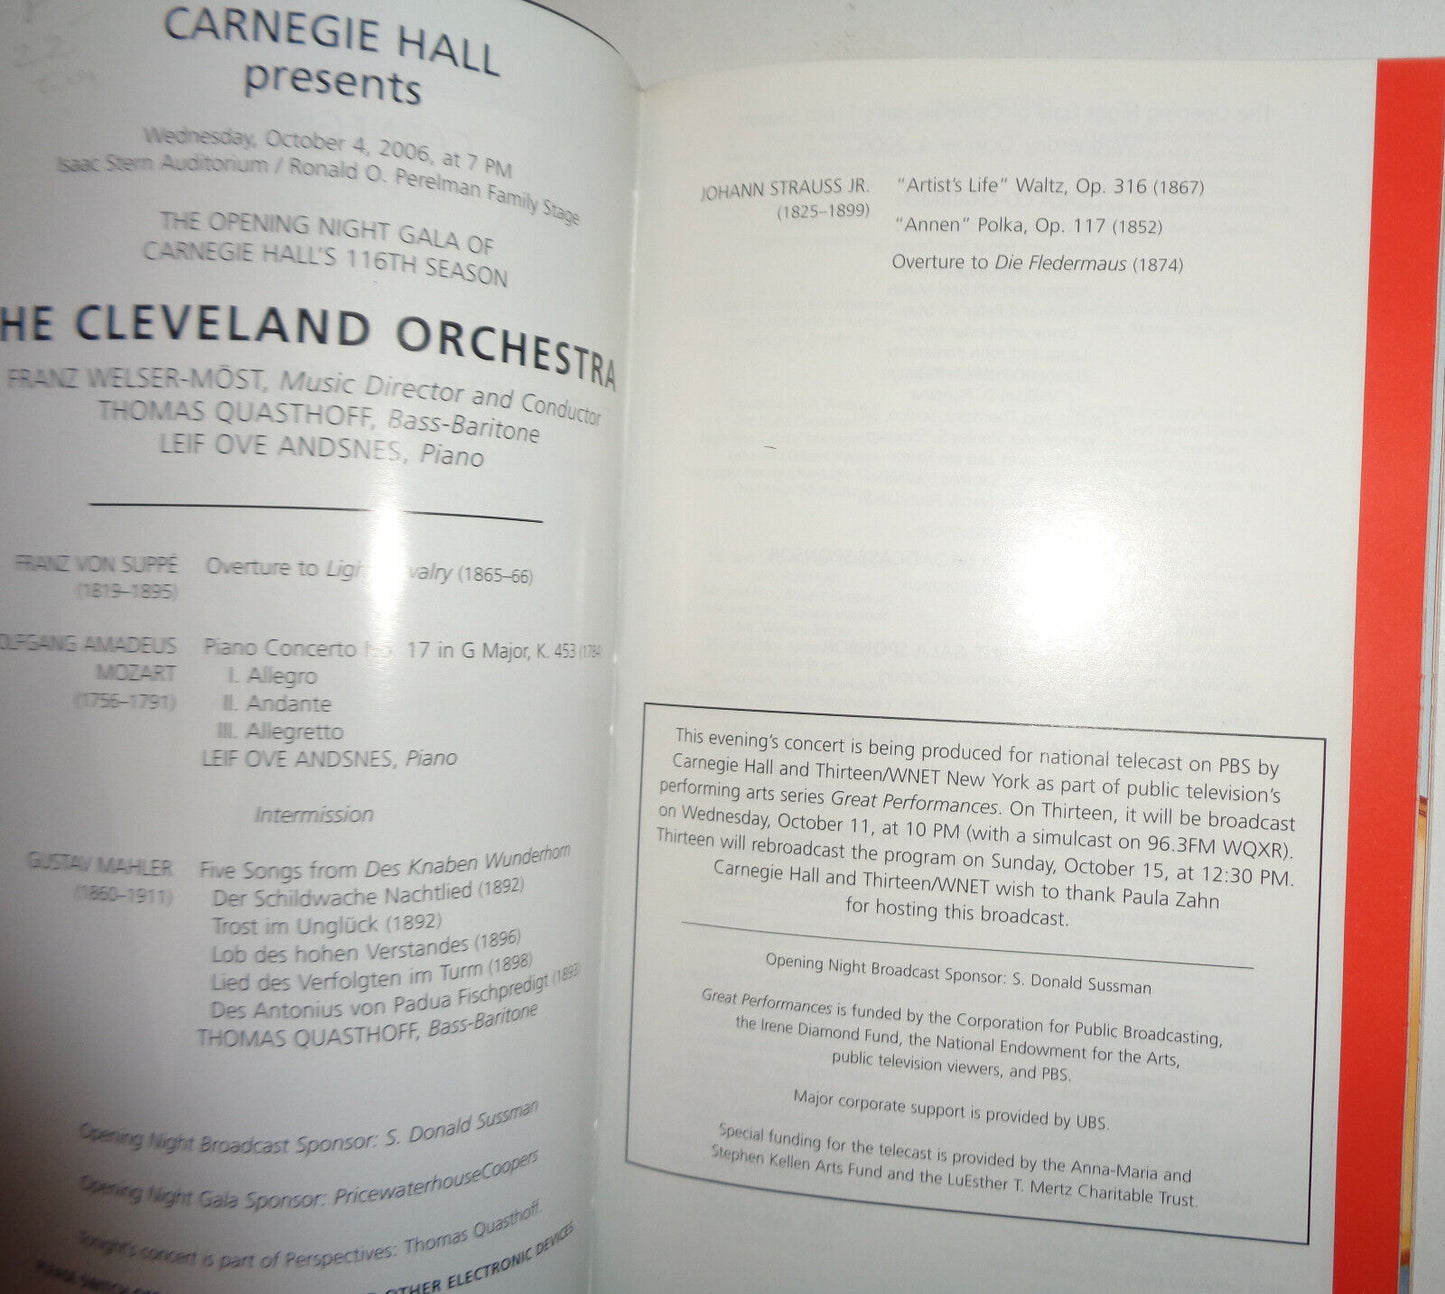 CARNEGIE HALL
presents
Wednesday, October 4, 2006, at 7 PM
Isaac Stern Auditorium / Ronald O. Perelman Family Stage
THE OPENING NIGHT GALA OF
CARNEGIE HALL'S 116TH SEASON
HE CLEVELAND ORCHESTRA
FRANZ WELSER-MÖST, Music Director and Conductor
THOMAS QUASTHOFF, Bass-Baritone
LEIF OVE ANDSNES, Piano
FRANZ VON SUPPÉ Overture to Lig valry (1865–66)
(1819–1895)
OLFGANG AMADEUS Piano Concerto No. 17 in G Major, K. 453 (1784
MOZART I. Allegro
(1756–1791) II. Andante
III. Allegretto
LEIF OVE ANDSNES, Piano
Intermission
GUSTAV MAHLER Five Songs from Des Knaben Wunderhorn
(1860–1911) Der Schildwache Nachtlied (1892)
Trost im Unglück (1892)
Lob des hohen Verstandes (1896)
Lied des Verfolgten im Turm (1898)
Des Antonius von Padua Fischpredigt (1893)
THOMAS QUASTHOFF, Bass-Baritone
Opening Night Broadcast Sponsor: S. Donald Sussman
Opening Night Gala Sponsor: PricewaterhouseCoopers
Tonight's concert is part of Perspectives: Thomas Quasthoff.
PLEASE SWITCH OTHER ELECTRONIC DEVICES
JOHANN STRAUSS JR. "Artist's Life" Waltz, Op. 316 (1867)
(1825–1899)
"Annen" Polka, Op. 117 (1852)
Overture to Die Fledermaus (1874)
This evening's concert is being produced for national telecast on PBS by
Carnegie Hall and Thirteen/WNET New York as part of public television's
performing arts series Great Performances. On Thirteen, it will be broadcast
on Wednesday, October 11, at 10 PM (with a simulcast on 96.3FM WQXR).
Thirteen will rebroadcast the program on Sunday, October 15, at 12:30 PM.
Carnegie Hall and Thirteen/WNET wish to thank Paula Zahn
for hosting this broadcast.
Opening Night Broadcast Sponsor: S. Donald Sussman
Great Performances is funded by the Corporation for Public Broadcasting,
the Irene Diamond Fund, the National Endowment for the Arts,
public television viewers, and PBS.
Major corporate support is provided by UBS.
Special funding for the telecast is provided by the Anna-Maria and
Stephen Kellen Arts Fund and the LuEsther T. Mertz Charitable Trust.